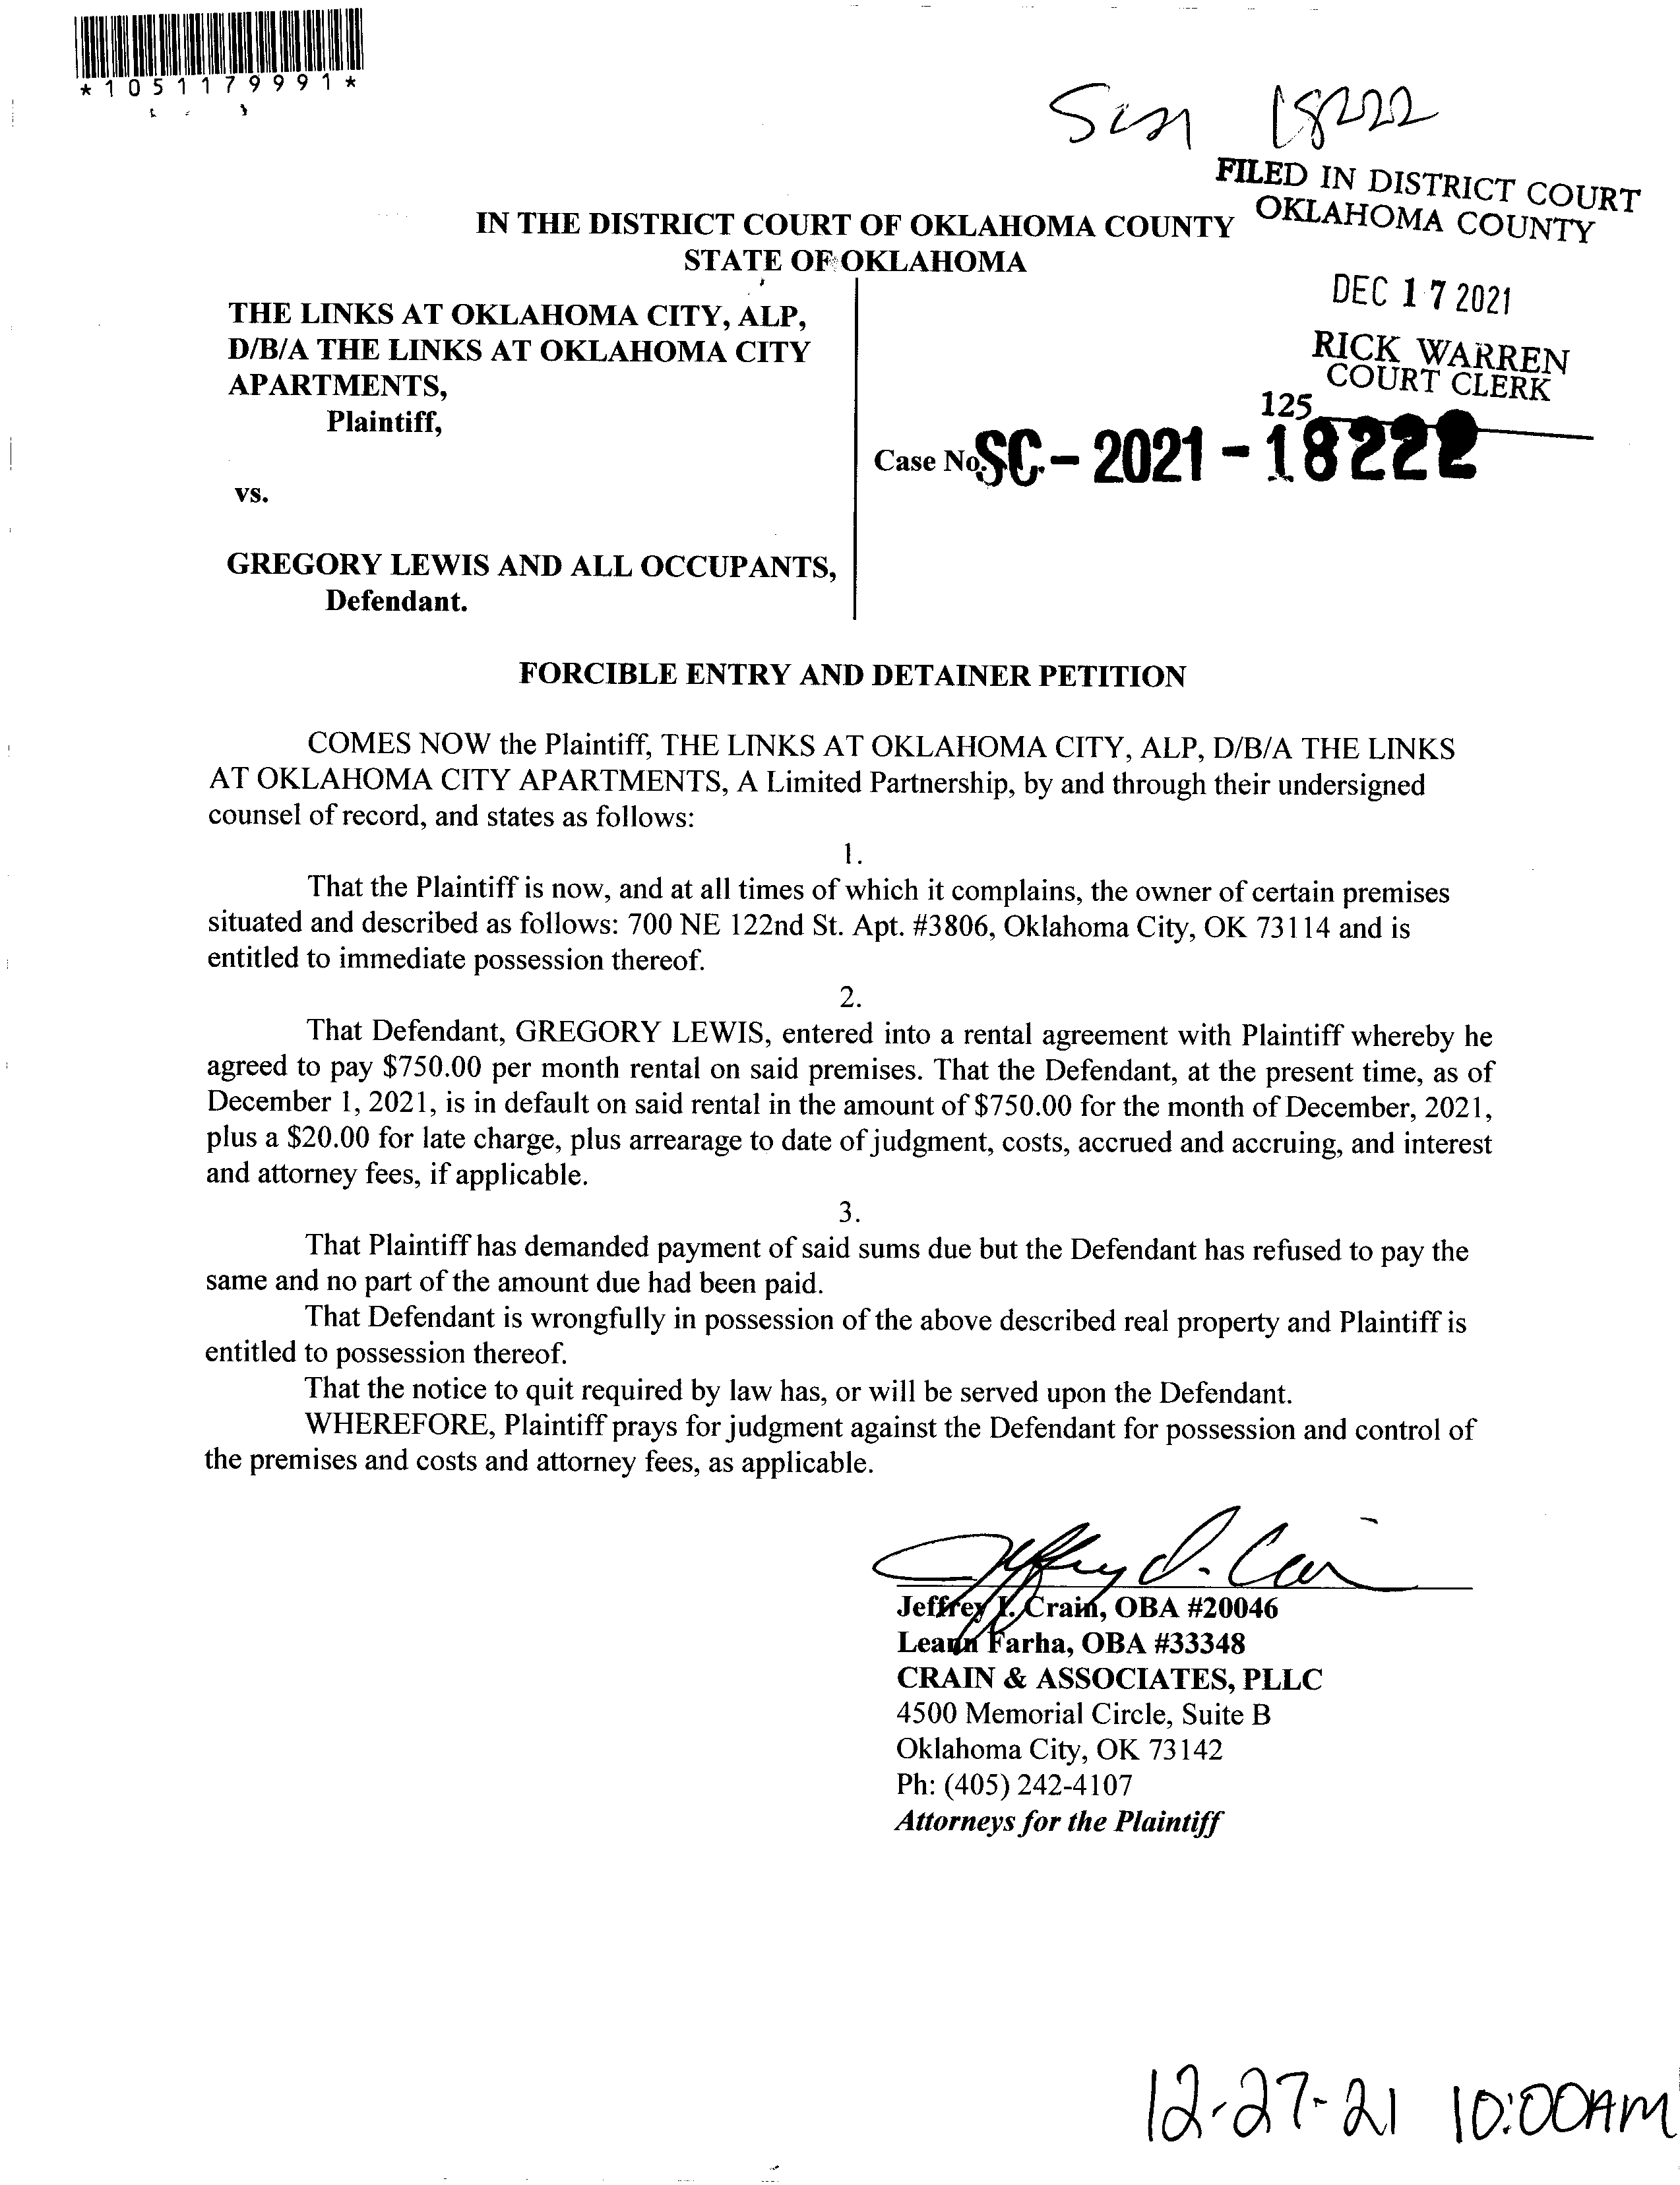 *1051179991*
18222
FILED IN DISTRICT COURT
OKLAHOMA COUNTY
IN THE DISTRICT COURT OF OKLAHOMA COUNTY
STATE OF OKLAHOMA
DEC 17 2021
RICK WARREN
COURT CLERK
125
THE LINKS AT OKLAHOMA CITY, ALP,
D/B/A THE LINKS AT OKLAHOMA CITY
APARTMENTS,
Plaintiff,
Case No. SC-2021-18222
vs.
GREGORY LEWIS AND ALL OCCUPANTS,
Defendant.
FORCIBLE ENTRY AND DETAINER PETITION
COMES NOW the Plaintiff, THE LINKS AT OKLAHOMA CITY, ALP, D/B/A THE LINKS
AT OKLAHOMA CITY APARTMENTS, A Limited Partnership, by and through their undersigned
counsel of record, and states as follows:
1.
That the Plaintiff is now, and at all times of which it complains, the owner of certain premises
situated and described as follows: 700 NE 122nd St. Apt. #3806, Oklahoma City, OK 73114 and is
entitled to immediate possession thereof.
2.
That Defendant, GREGORY LEWIS, entered into a rental agreement with Plaintiff whereby he
agreed to pay $750.00 per month rental on said premises. That the Defendant, at the present time, as of
December 1, 2021, is in default on said rental in the amount of $750.00 for the month of December, 2021,
plus a $20.00 for late charge, plus arrearage to date of judgment, costs, accrued and accruing, and interest
and attorney fees, if applicable.
3.
That Plaintiff has demanded payment of said sums due but the Defendant has refused to pay the
same and no part of the amount due had been paid.
That Defendant is wrongfully in possession of the above described real property and Plaintiff is
entitled to possession thereof.
That the notice to quit required by law has, or will be served upon the Defendant.
WHEREFORE, Plaintiff prays for judgment against the Defendant for possession and control of
the premises and costs and attorney fees, as applicable.
Jeffrey I. Crain, OBA #20046
Leann Farha, OBA #33348
CRAIN & ASSOCIATES, PLLC
4500 Memorial Circle, Suite B
Oklahoma City, OK 73142
Ph: (405) 242-4107
Attorneys for the Plaintiff
12-27-21 10:00AM